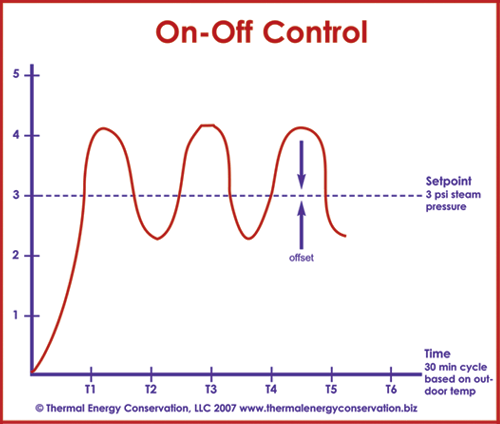 On-Off Control
5
4
3
2
1
Setpoint
3 psi steam
pressure
offset
Time
30 min cycle
based on out-
door temp
T1 T2 T3 T4 T5 T6
© Thermal Energy Conservation, LLC 2007 www.thermalenergyconservation.biz